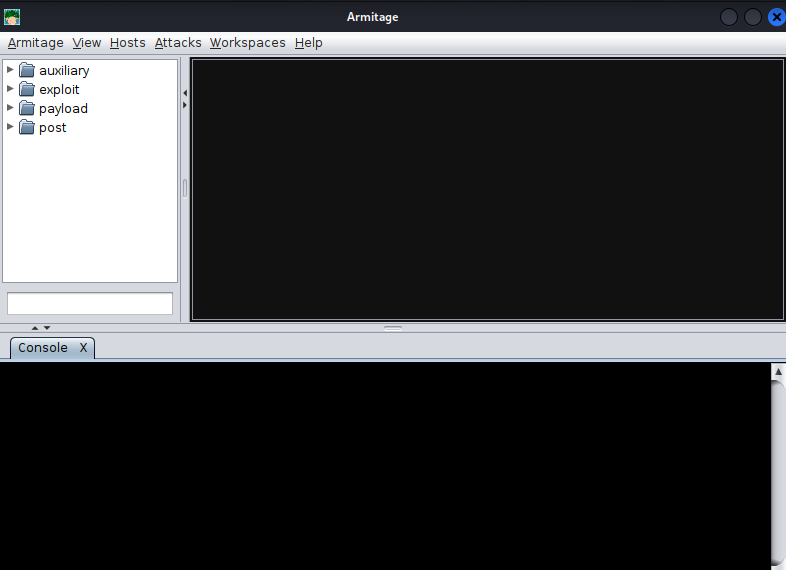 Armitage
Armitage View Hosts Attacks Workspaces Help
auxiliary
exploit
payload
post
Console X